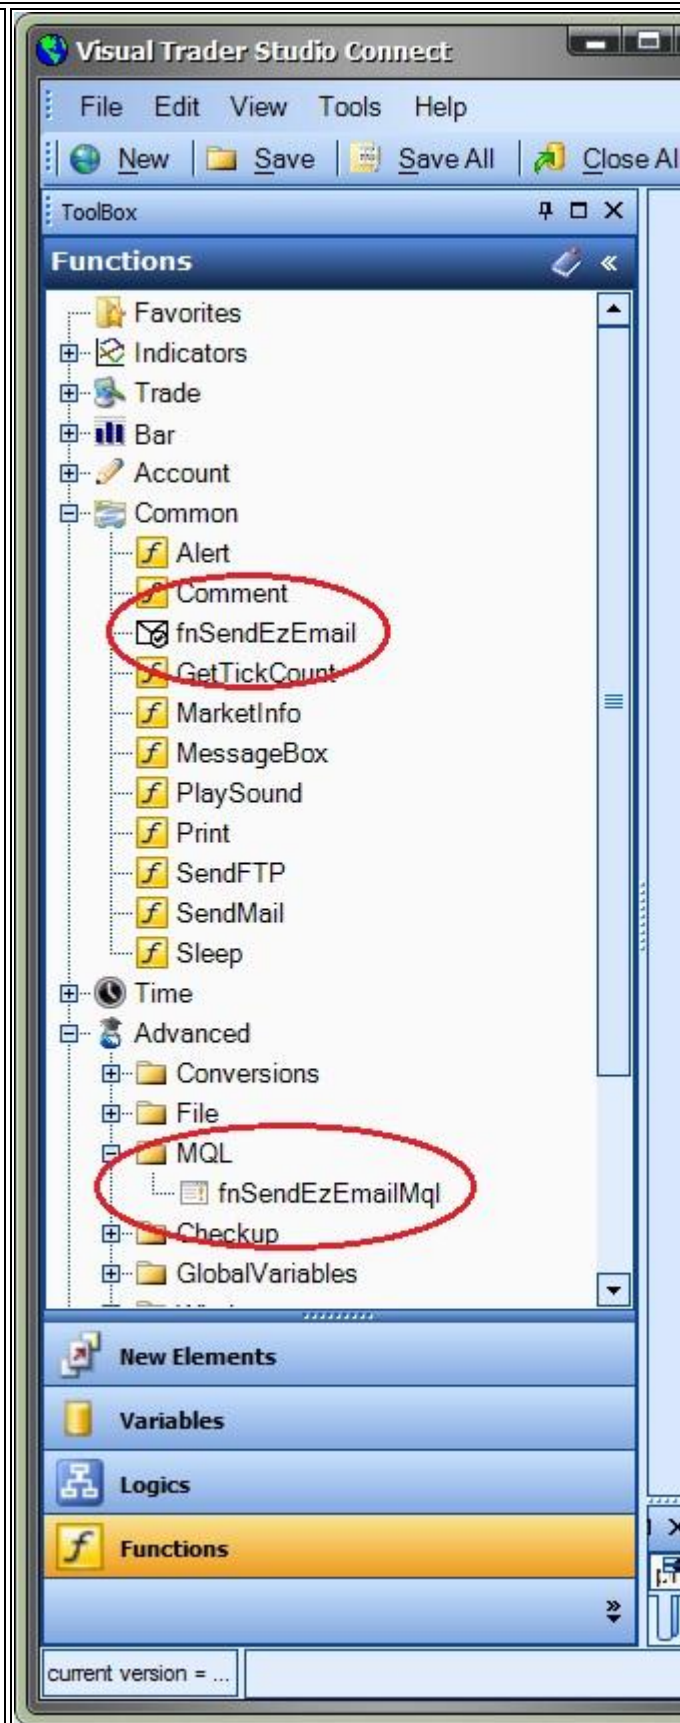 Visual Trader Studio Connect
File Edit View Tools Help
New Save Save All Close Al
ToolBox
Functions
Favorites
Indicators
Trade
Bar
Account
Common
Alert
Comment
fnSendEzEmail
GetTickCount
MarketInfo
MessageBox
PlaySound
Print
SendFTP
SendMail
Sleep
Time
Advanced
Conversions
File
MQL
fnSendEzEmailMql
Checkup
GlobalVariables
New Elements
Variables
Logics
Functions
current version = ...